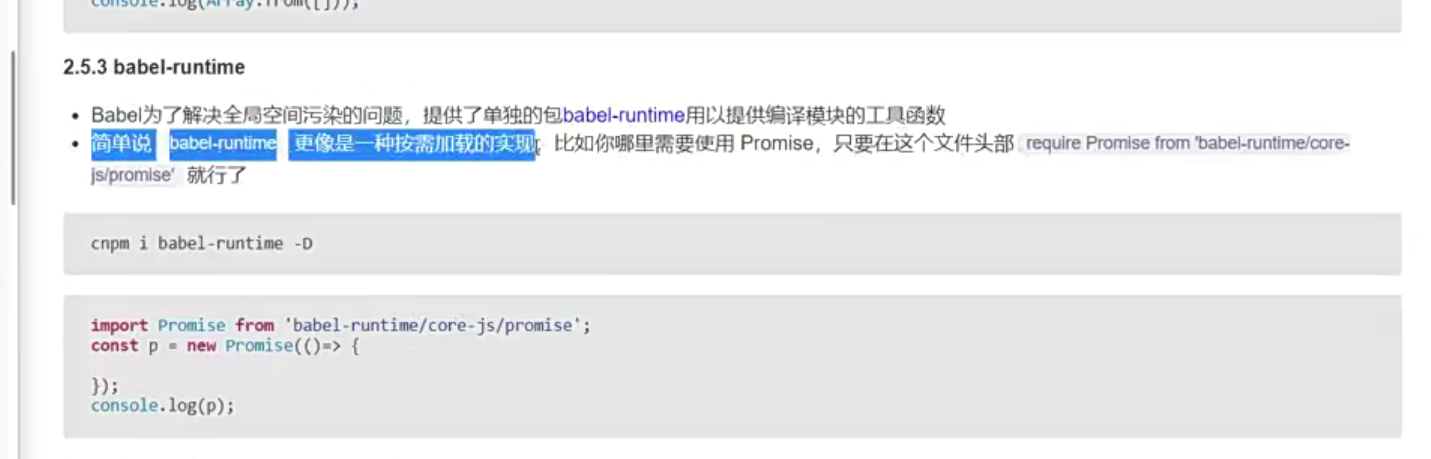 console.log(Array.from([]));
2.5.3 babel-runtime
• Babel为了解决全局空间污染的问题，提供了单独的包babel-runtime用以提供编译模块的工具函数
• 简单说 babel-runtime 更像是一种按需加载的实现，比如你哪里需要使用 Promise，只要在这个文件头部 require Promise from 'babel-runtime/core-
js/promise' 就行了
cnpm i babel-runtime -D
import Promise from 'babel-runtime/core-js/promise';
const p = new Promise(()=> {
});
console.log(p);